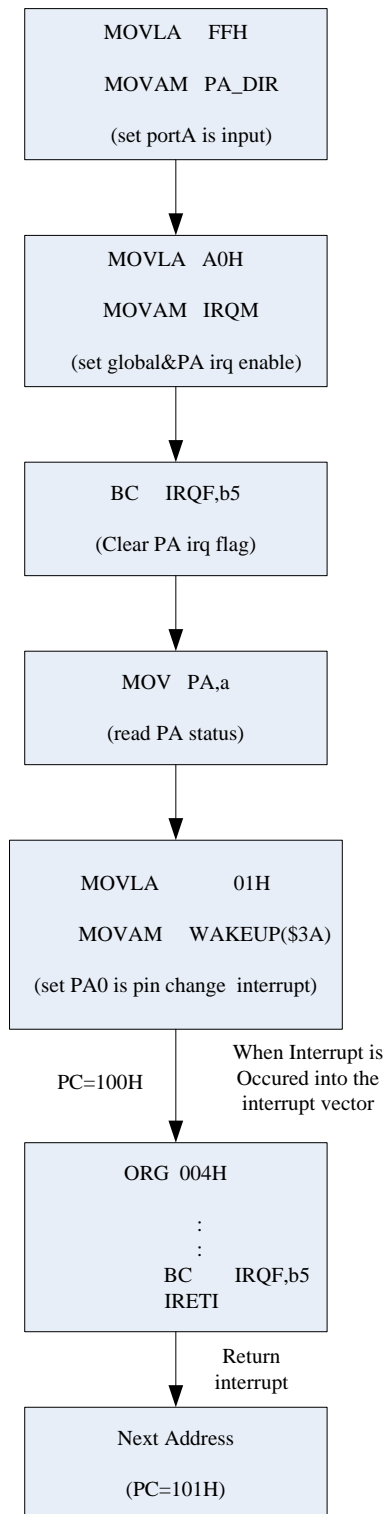 MOVLA FFH
MOVAM PA_DIR
(set portA is input)
MOVLA A0H
MOVAM IRQM
(set global&PA irq enable)
BC IRQF,b5
(Clear PA irq flag)
MOV PA,a
(read PA status)
MOVLA 01H
MOVAM WAKEUP($3A)
(set PA0 is pin change interrupt)
PC=100H
When Interrupt is
Occured into the
interrupt vector
ORG 004H
:
:
BC IRQF,b5
IRETI
Return
interrupt
Next Address
(PC=101H)